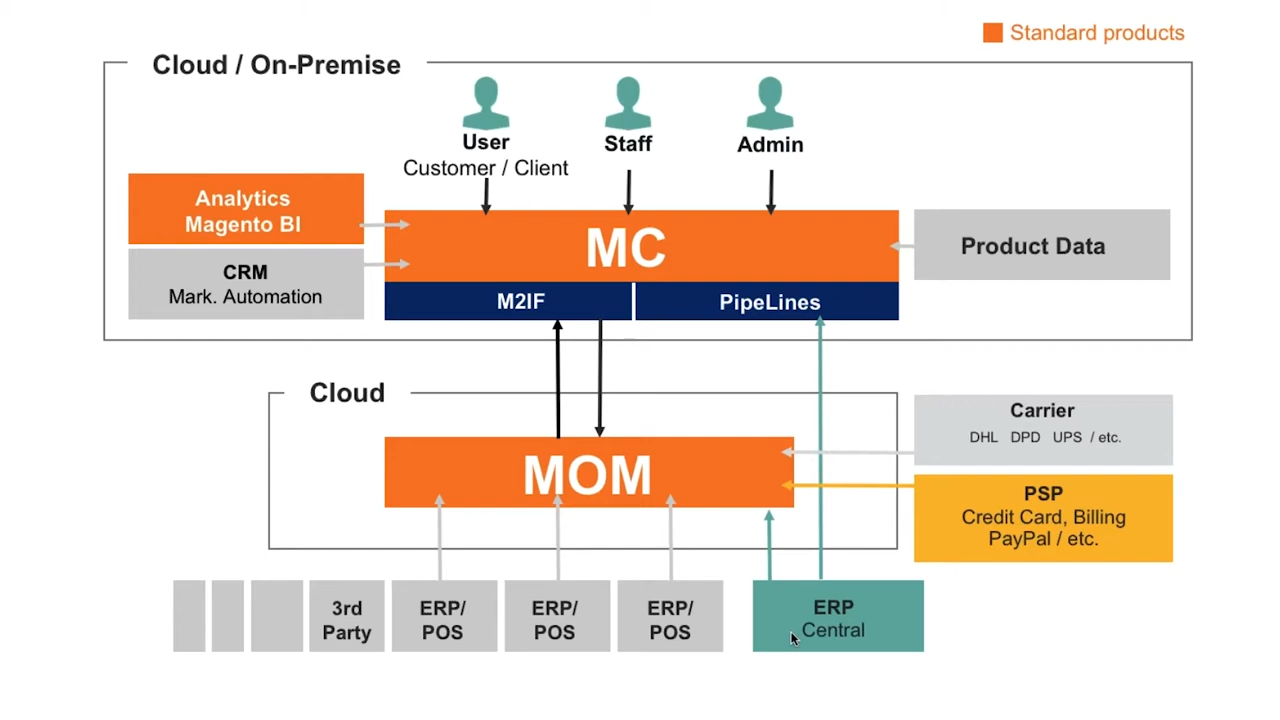 Standard products
Cloud / On-Premise
User
Customer / Client
Staff
Admin
Analytics
Magento BI
CRM
Mark. Automation
MC
M2IF
PipeLines
Product Data
Cloud
MOM
Carrier
DHL DPD UPS / etc.
PSP
Credit Card, Billing
PayPal / etc.
3rd
Party
ERP/
POS
ERP/
POS
ERP/
POS
ERP
Central